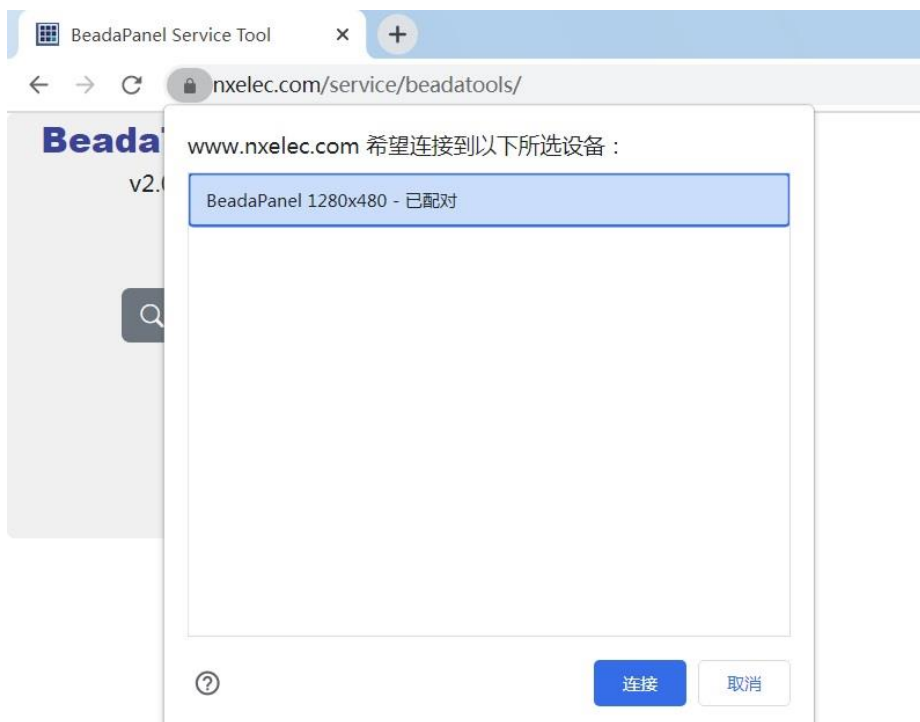 BeadaPanel Service Tool
nxelec.com/service/beadatools/
Beada
v2.
www.nxelec.com 希望连接到以下所选设备：
BeadaPanel 1280x480 - 已配对
连接 取消